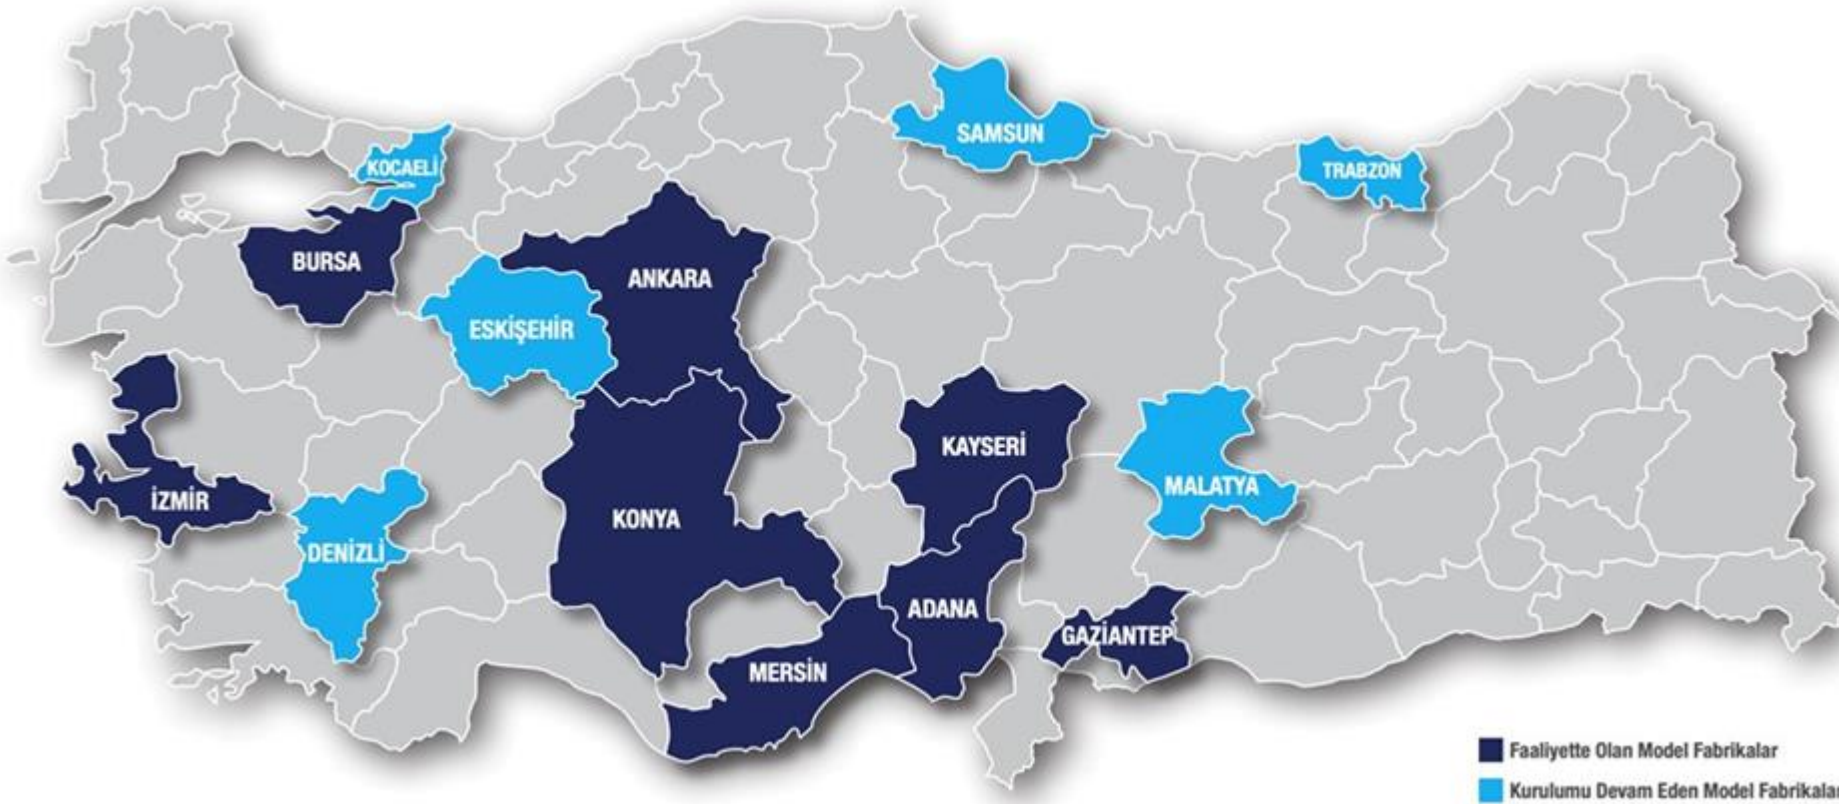 SAMSUN
KOCAELİ
TRABZON
BURSA
ANKARA
ESKİŞEHİR
KAYSERİ
MALATYA
İZMİR
KONYA
DENİZLİ
ADANA
GAZİANTEP
MERSİN
Faaliyette Olan Model Fabrikalar
Kurulumu Devam Eden Model Fabrikalar